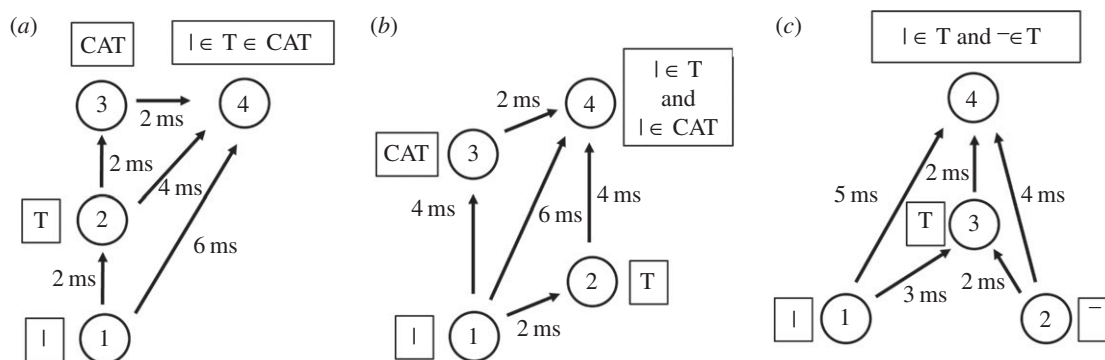 (a)
CAT
| ∈ T ∈ CAT
3
4
2 ms
2 ms
4 ms
T
2
6 ms
2 ms
|
1
(b)
| ∈ T
and
| ∈ CAT
4
2 ms
CAT
3
4 ms
6 ms
4 ms
2
T
|
1
2 ms
(c)
| ∈ T and ‾∈ T
4
5 ms
2 ms
4 ms
T
3
3 ms
2 ms
|
1
2
‾